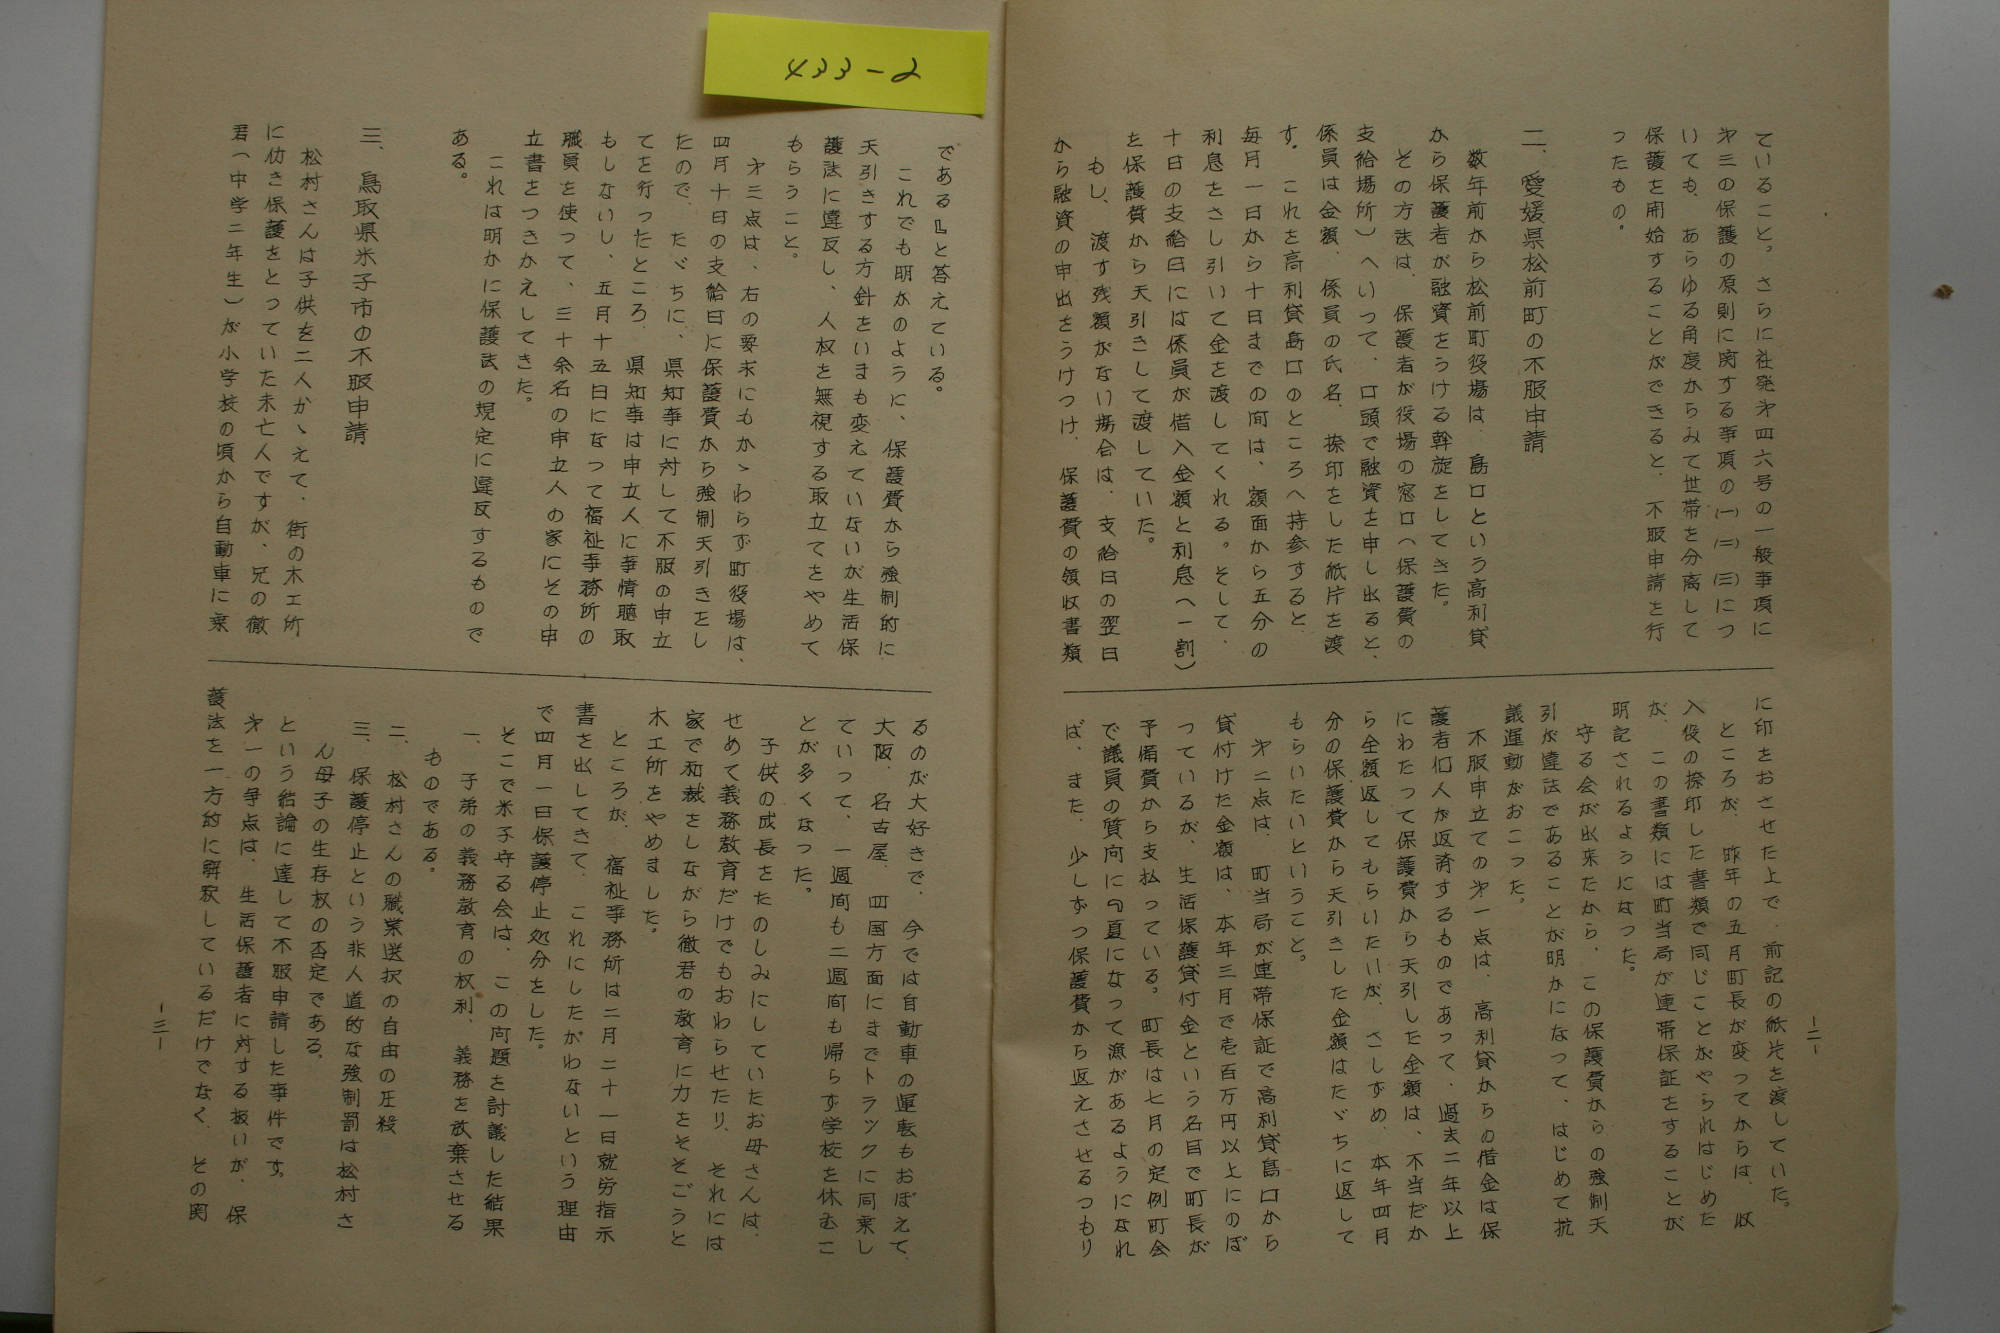 433-2
ていること。さらに社発才四六号の一般事項に
才三の保護の原則に関する事項の(一)(二)(三)につ
いても、あらゆる角度からみて世帯を分离して
保護を開始することができると、不服申請を行
ったもの。
二、愛媛県松前町の不服申請
数年前から松前町役場は、島口という高利貸
から保護者が融資をうける幹旋をしてきた。
その方法は、保護者が役場の窓口(保護費の
支給場所)へいって、口頭で融資を申し出ると、
係員は金額、係員の氏名、捺印をした紙片を渡
す。これを高利貸島口のところへ持参すると、
毎月一日から十日までの间は、額面から五分の
利息をさし引いて金を渡してくれる。そして、
十日の支給日には係員が借入金額と利息(一割)
を保護費から天引きして渡していた。
もし、渡す残額がない場合は、支給日の翌日
から融資の申出をうけつけ、保護費の領収書類
に印をおさせた上で、前記の紙片を渡していた。
ところが、昨年の五月町長が変ってからは、収
入役の捺印した書類で同じことがやられはじめた
が、この書類には町当局が連帯保証をすることが
明記されるようになった。
守る会が出来たから、この保護費からの強制天
引が違法であることが明かになって、はじめて抗
議運動がおこった。
不服申立ての才一点は、高利貸からの借金は保
護者個人が返済するものであって、過去二年以上
にわたって保護費から天引した金額は、不当だか
ら全額返してもらいたいが、さしずめ、本年四月
分の保護費から天引きした金額はたゞちに返して
もらいたいということ。
才二点は、町当局が連帯保証で高利貸島口から
貸付けた金額は、本年三月で壱百万円以上にのぼ
っているが、生活保護貸付金という名目で町長が
予備費から支払っている。町長は七月の定例町会
で議員の質向に『夏になって漁があるようになれ
ば、また、少しずつ保護費から返えさせるつもり
-二-
である』と答えている。
これでも明かのように、保護費から強制的に
天引きする方針をいまも変えていないが生活保
護法に違反し、人权を無視する取立てをやめて
もらうこと。
才三点は、右の要求にもかゝわらず町役場は、
四月十日の支給日に保護費から強制天引きをし
たので、たゞちに、県知事に対して不服の申立
てを行ったところ、県知事は申立人に事情聴取
もしないし、五月十五日になって福祉事務所の
職員を使って、三十余名の申立人の家にその申
立書をつきかえしてきた。
これは明かに保護法の規定に違反するもので
ある。
三、鳥取県米子市の不服申請
松村さんは子供を二人かゝえて、街の木工所
に仂き保護をとっていた未亡人ですが、兄の徹
君(中学二年生)が小学校の頃から自動車に乗
るのが大好きで、今では自動車の運転もおぼえて、
大阪、名古屋、四国方面にまでトラックに同乗し
ていって、一週间も二週间も帰らず学校を休むこ
とが多くなった。
子供の成長をたのしみにしていたお母さんは、
せめて義務教育だけでもおわらせたり、それには
家で和裁をしながら徹君の教育に力をそそごうと
木工所をやめました。
ところが、福祉事務所は二月二十一日就労指示
書を出してきて、これにしたがわないという理由
で四月一日保護停止処分をした。
そこで米子守る会は、この向題を討議した結果
一、子弟の義務教育の权利、義務を放棄させる
ものである。
二、松村さんの職業送択の自由の圧殺
三、保護停止という非人道的な強制罰は松村さ
ん母子の生存权の否定である。
という結論に達して不服申請した事件です。
才一の争点は、生活保護者に対する扱いが、保
護法を一方的に解釈しているだけでなく、その実
-三-